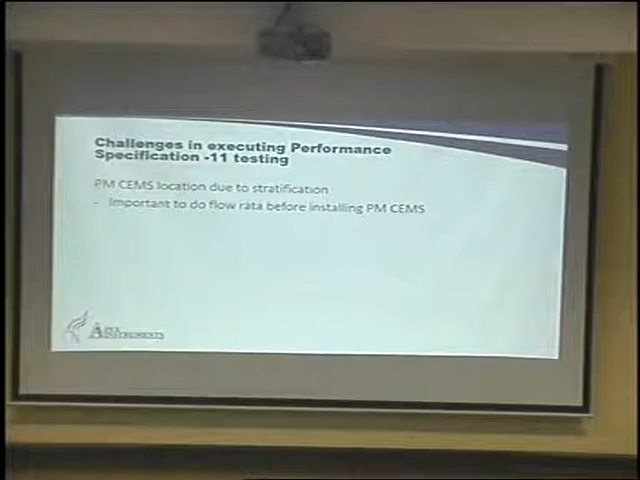 Challenges in executing Performance
Specification -11 testing
PM CEMS location due to stratification
- Important to do flow rata before installing PM CEMS